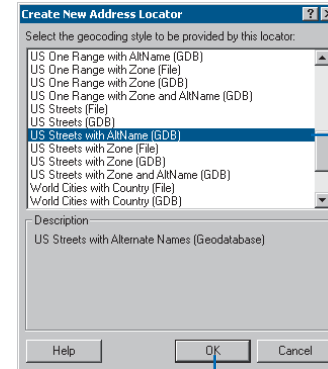 Create New Address Locator
Select the geocoding style to be provided by this locator:
US One Range with AltName (GDB)
US One Range with Zone (File)
US One Range with Zone (GDB)
US One Range with Zone and AltName (GDB)
US Streets (File)
US Streets (GDB)
US Streets with AltName (GDB)
US Streets with Zone (File)
US Streets with Zone (GDB)
US Streets with Zone and AltName (GDB)
World Cities with Country (File)
World Cities with Country (GDB)
Description
US Streets with Alternate Names (Geodatabase)
Help
OK
Cancel